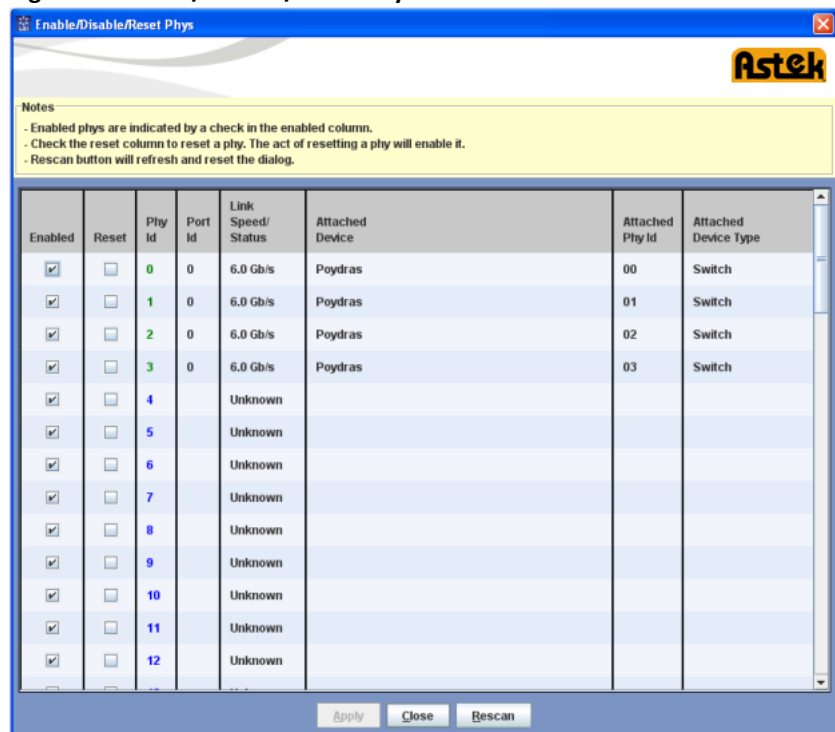 Enable/Disable/Reset Phys
Astek
Notes
- Enabled phys are indicated by a check in the enabled column.
- Check the reset column to reset a phy. The act of resetting a phy will enable it.
- Rescan button will refresh and reset the dialog.
Enabled Reset Phy Id Port Id Link Speed/ Status Attached Device Attached Phy Id Attached Device Type
0 0 6.0 Gb/s Poydras 00 Switch
1 0 6.0 Gb/s Poydras 01 Switch
2 0 6.0 Gb/s Poydras 02 Switch
3 0 6.0 Gb/s Poydras 03 Switch
4 Unknown
5 Unknown
6 Unknown
7 Unknown
8 Unknown
9 Unknown
10 Unknown
11 Unknown
12 Unknown
Apply Close Rescan